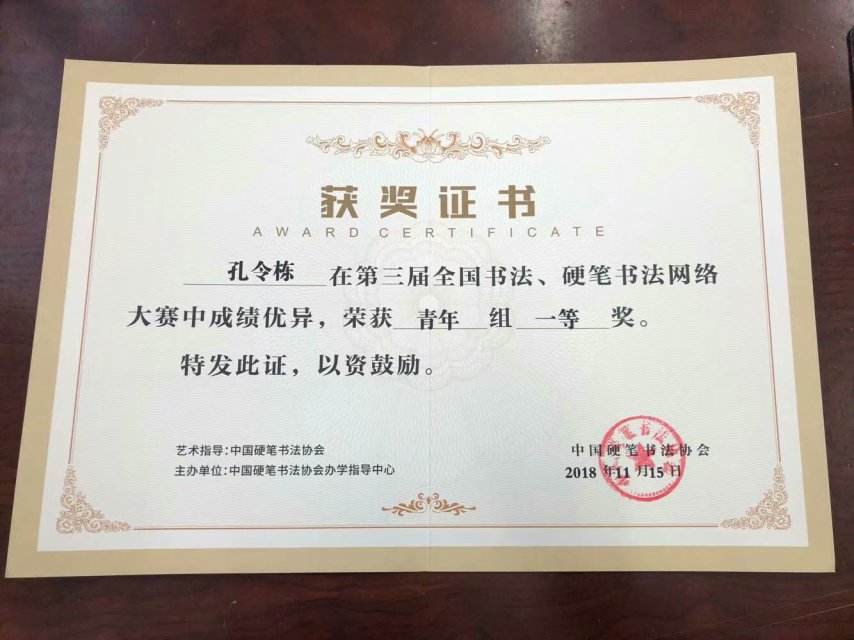 获奖证书
AWARD CERTIFICATE
孔令栋 在第三届全国书法、硬笔书法网络
大赛中成绩优异，荣获 青年 组 一等 奖。
特发此证，以资鼓励。
艺术指导：中国硬笔书法协会
主办单位：中国硬笔书法协会办学指导中心
中国硬笔书法协会
2018 年11 月15 日